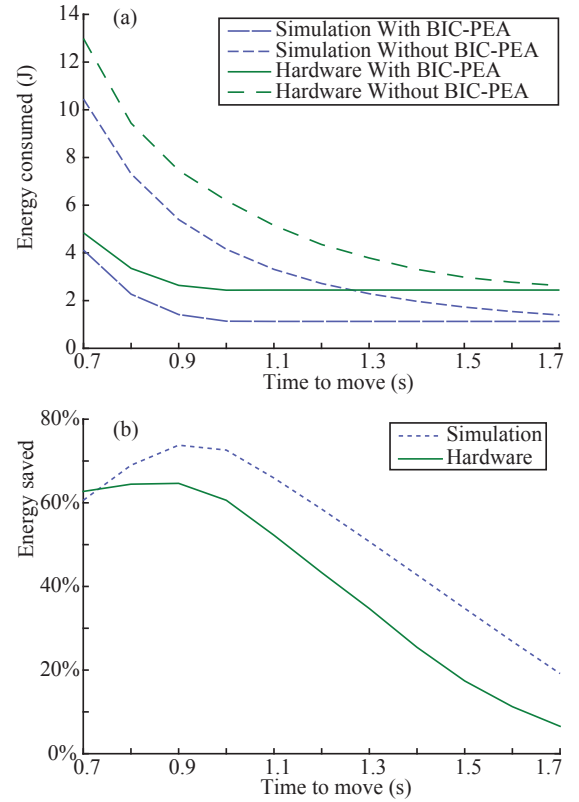 (a)
Simulation With BIC-PEA
Simulation Without BIC-PEA
Hardware With BIC-PEA
Hardware Without BIC-PEA
Energy consumed (J)
14
12
10
8
6
4
2
0
0.7 0.9 1.1 1.3 1.5 1.7
Time to move (s)
(b)
Simulation
Hardware
Energy saved
80%
60%
40%
20%
0%
0.7 0.9 1.1 1.3 1.5 1.7
Time to move (s)